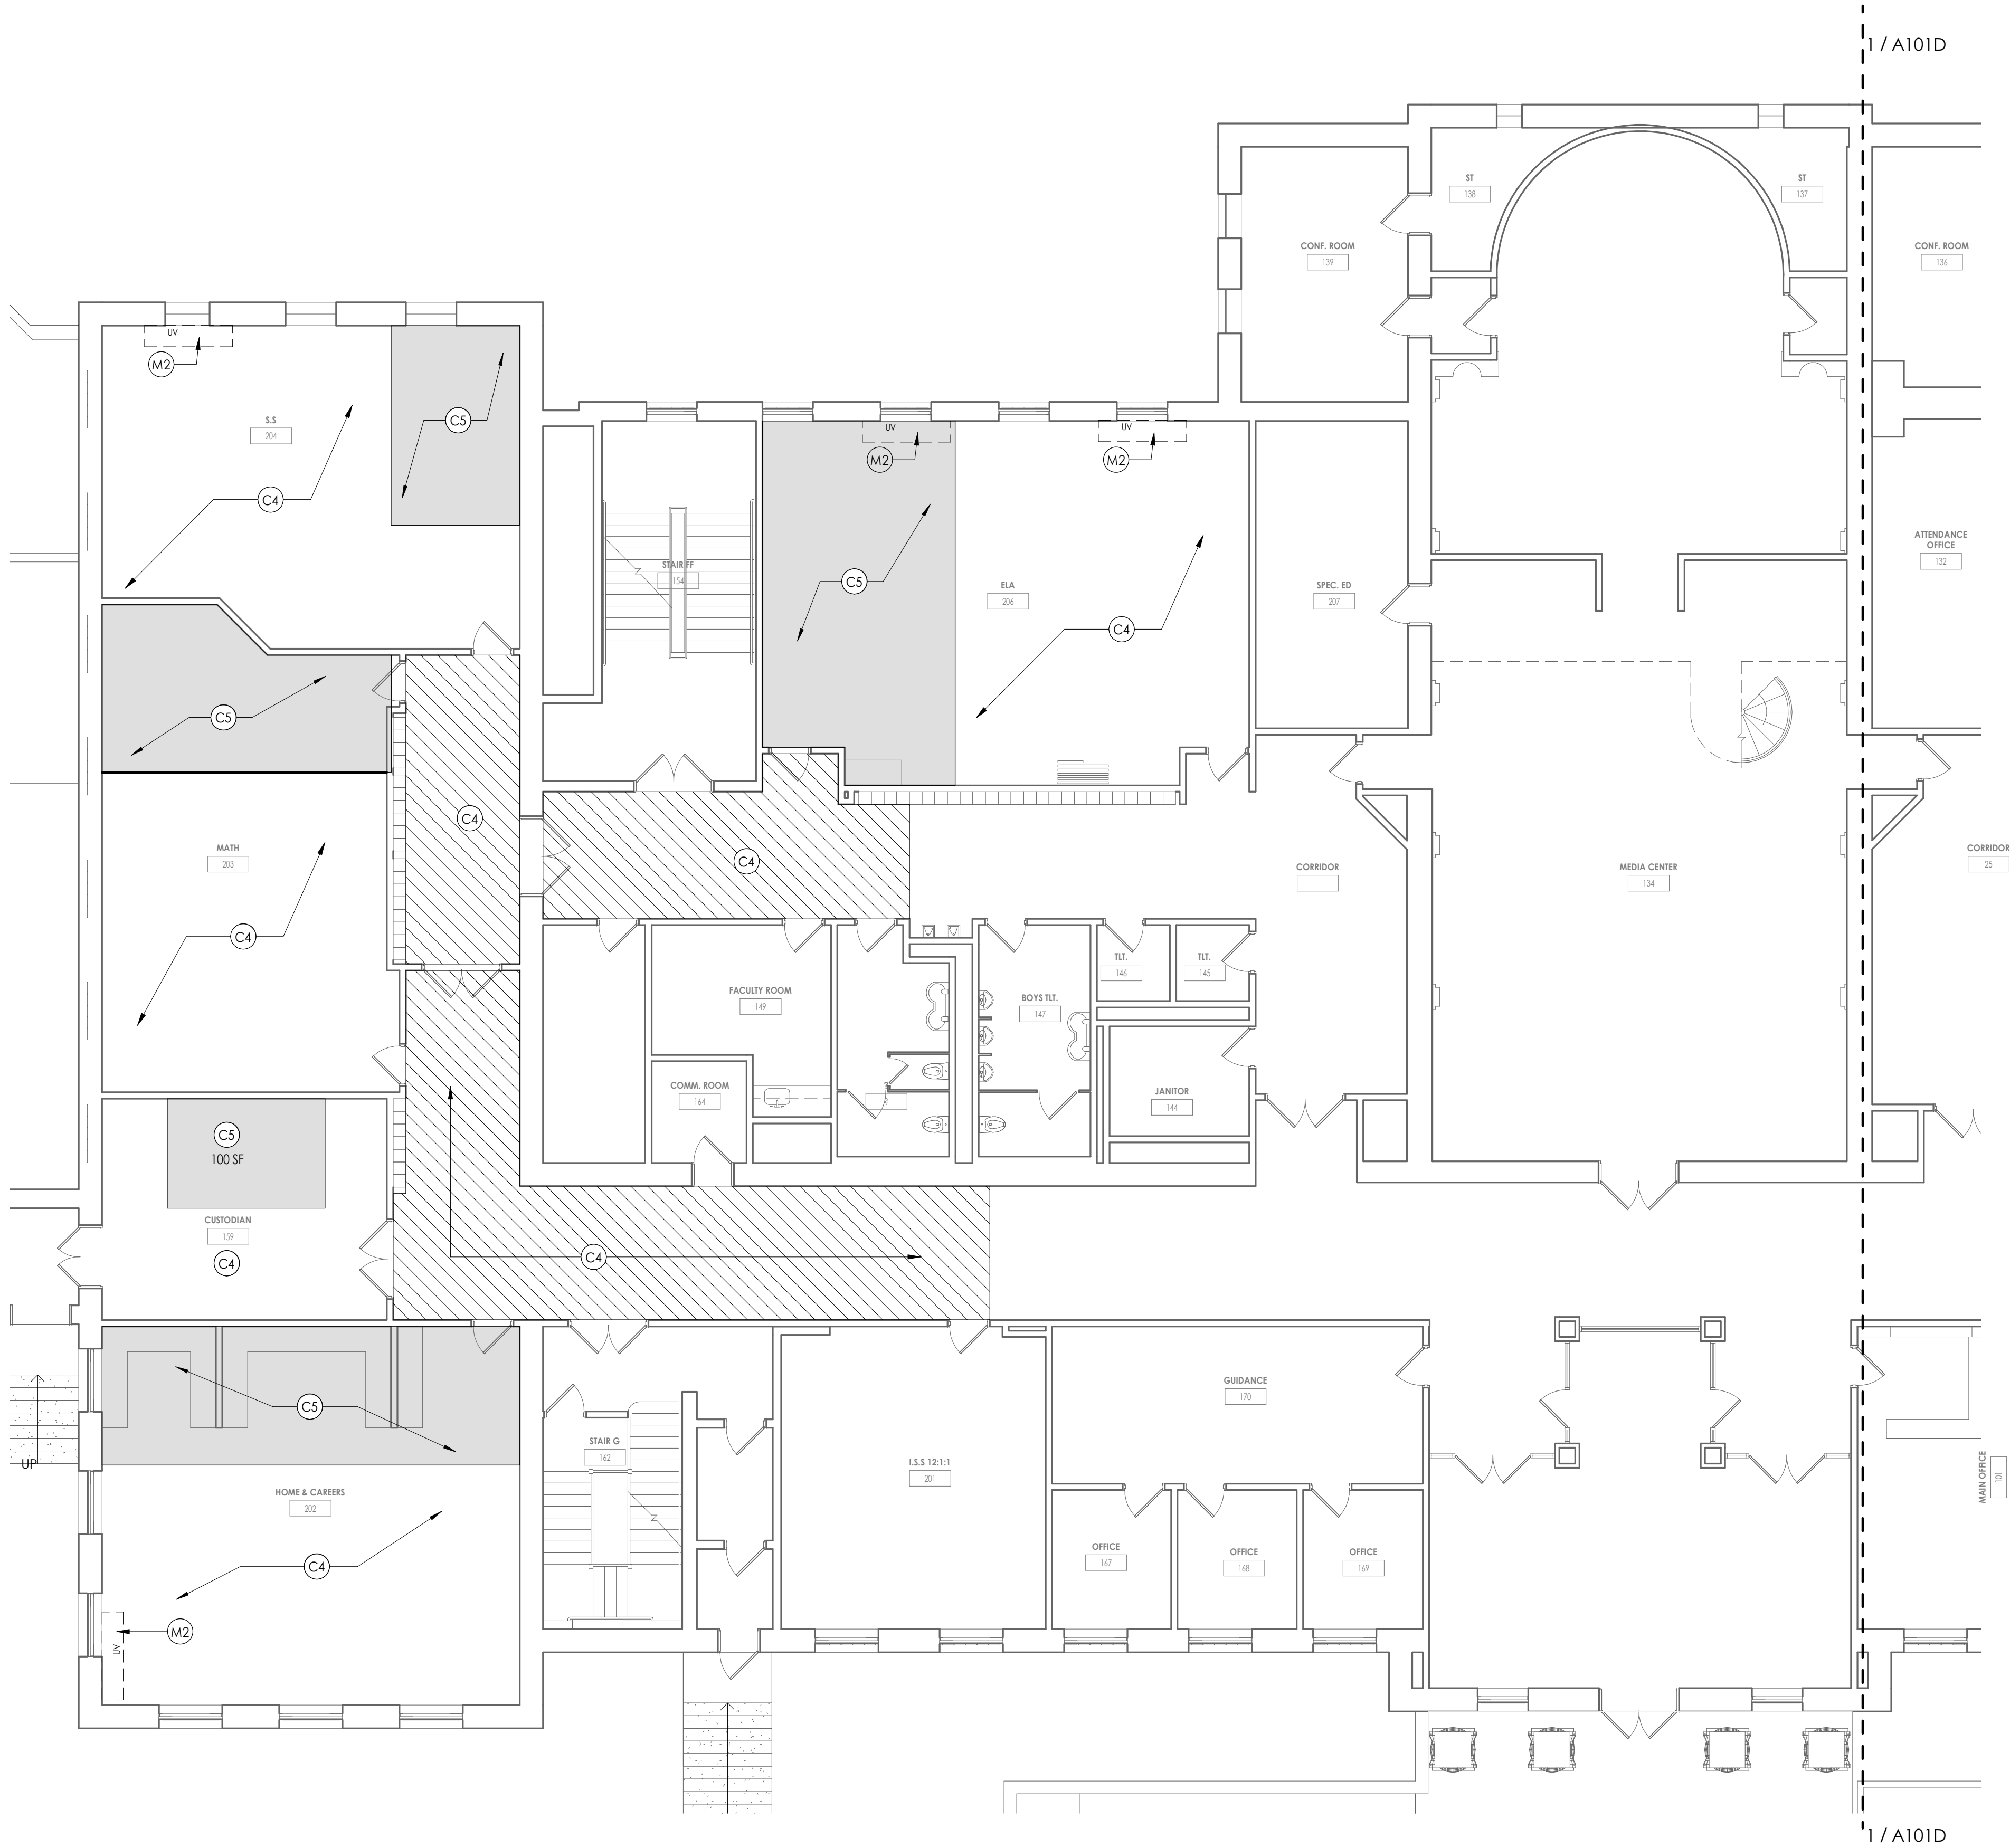 1 / A101D
ST
138
ST
137
CONF. ROOM
139
CONF. ROOM
136
UV
M2
S.S
204
C5
C4
UV
M2
UV
M2
STAIR FF
154
C5
ELA
206
C4
SPEC. ED
207
ATTENDANCE
OFFICE
132
C5
C4
C4
MATH
203
C4
CORRIDOR
MEDIA CENTER
134
CORRIDOR
25
FACULTY ROOM
149
BOYS TLT.
147
TLT.
146
TLT.
145
COMM. ROOM
164
JANITOR
144
C5
100 SF
CUSTODIAN
159
C4
C4
C5
UP
HOME & CAREERS
202
C4
M2
UV
STAIR G
162
I.S.S 12:1:1
201
GUIDANCE
170
OFFICE
167
OFFICE
168
OFFICE
169
MAIN OFFICE
101
1 / A101D